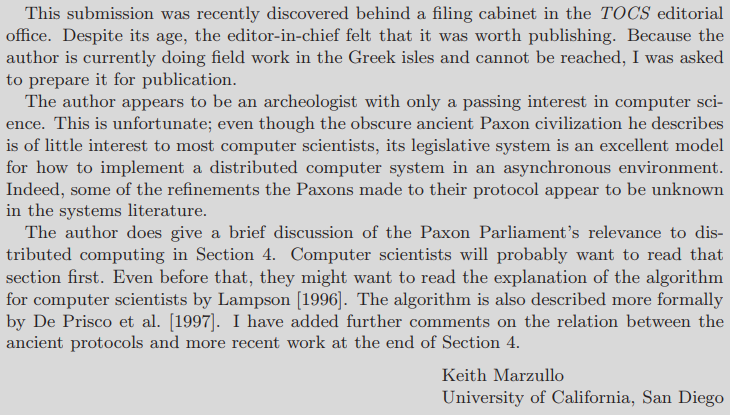 This submission was recently discovered behind a filing cabinet in the TOCS editorial
office. Despite its age, the editor-in-chief felt that it was worth publishing. Because the
author is currently doing field work in the Greek isles and cannot be reached, I was asked
to prepare it for publication.
The author appears to be an archeologist with only a passing interest in computer sci-
ence. This is unfortunate; even though the obscure ancient Paxon civilization he describes
is of little interest to most computer scientists, its legislative system is an excellent model
for how to implement a distributed computer system in an asynchronous environment.
Indeed, some of the refinements the Paxons made to their protocol appear to be unknown
in the systems literature.
The author does give a brief discussion of the Paxon Parliament's relevance to dis-
tributed computing in Section 4. Computer scientists will probably want to read that
section first. Even before that, they might want to read the explanation of the algorithm
for computer scientists by Lampson [1996]. The algorithm is also described more formally
by De Prisco et al. [1997]. I have added further comments on the relation between the
ancient protocols and more recent work at the end of Section 4.
Keith Marzullo
University of California, San Diego